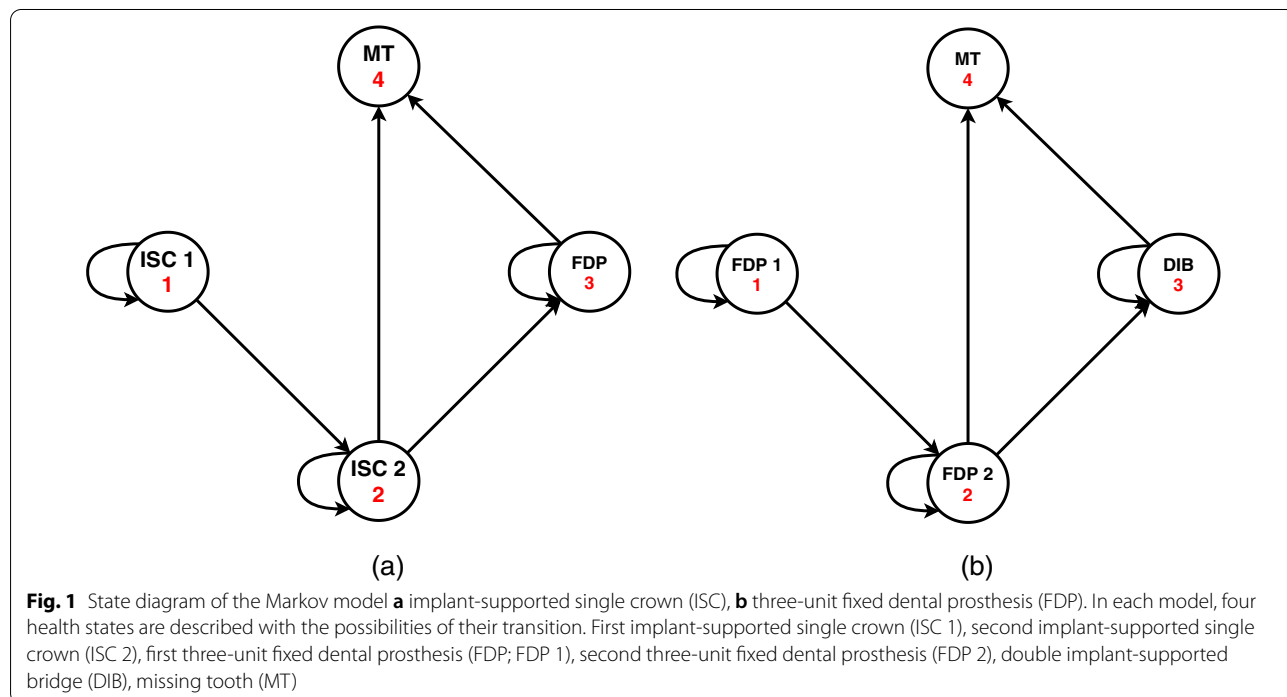 MT
4
ISC 1
1
FDP
3
ISC 2
2
(a)
MT
4
FDP 1
1
DIB
3
FDP 2
2
(b)
Fig. 1 State diagram of the Markov model a implant-supported single crown (ISC), b three-unit fixed dental prosthesis (FDP). In each model, four
health states are described with the possibilities of their transition. First implant-supported single crown (ISC 1), second implant-supported single
crown (ISC 2), first three-unit fixed dental prosthesis (FDP; FDP 1), second three-unit fixed dental prosthesis (FDP 2), double implant-supported
bridge (DIB), missing tooth (MT)